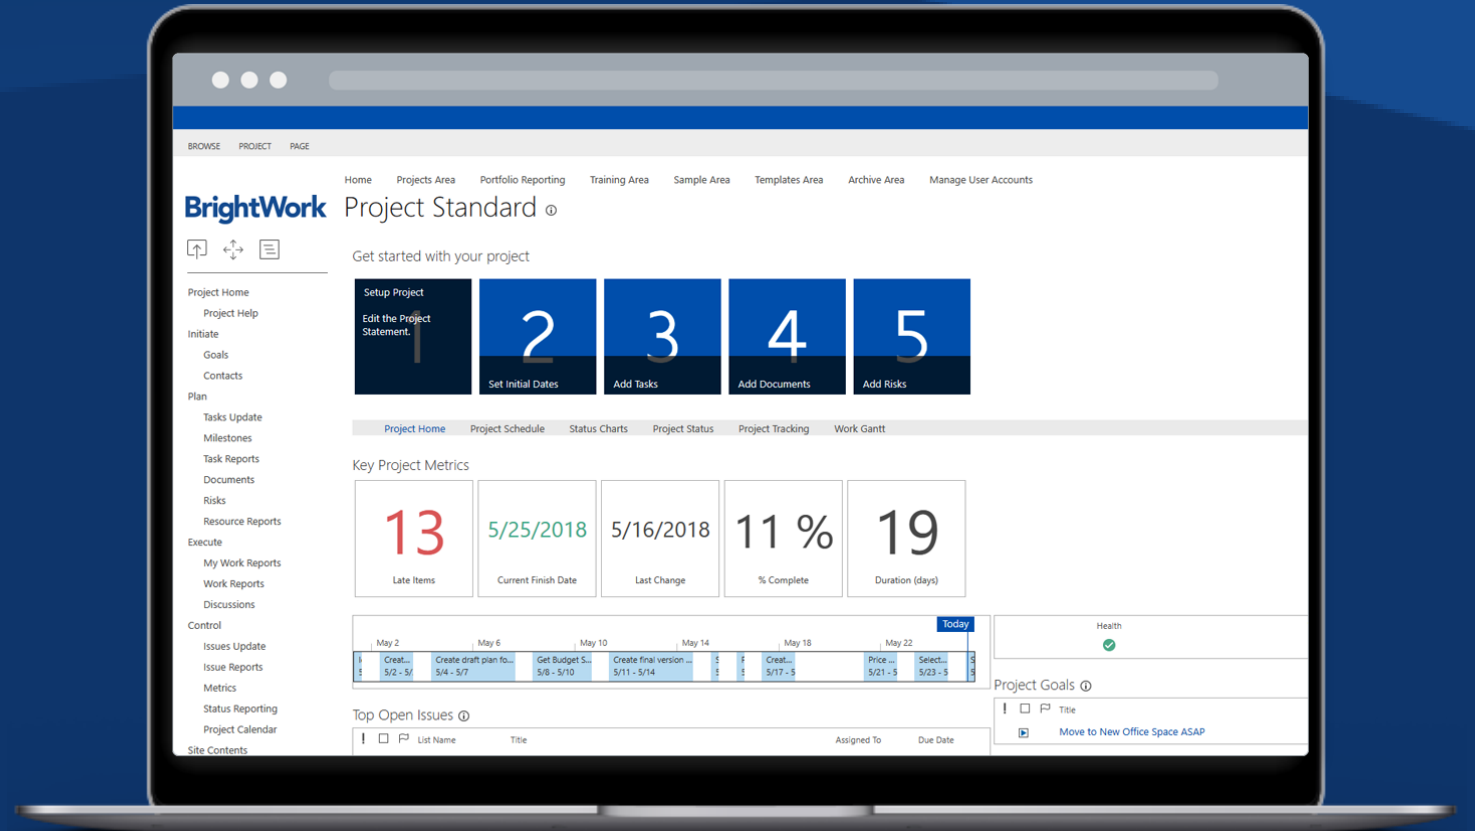 BROWSE PROJECT PAGE
Home Projects Area Portfolio Reporting Training Area Sample Area Templates Area Archive Area Manage User Accounts
BrightWork
Project Standard
Get started with your project
Setup Project
Edit the Project
Statement.
1
2
Set Initial Dates
3
Add Tasks
4
Add Documents
5
Add Risks
Project Home
Project Help
Initiate
Goals
Contacts
Plan
Tasks Update
Milestones
Task Reports
Documents
Risks
Resource Reports
Execute
My Work Reports
Work Reports
Discussions
Control
Issues Update
Issue Reports
Metrics
Status Reporting
Project Calendar
Site Contents
Project Home Project Schedule Status Charts Project Status Project Tracking Work Gantt
Key Project Metrics
13
Late Items
5/25/2018
Current Finish Date
5/16/2018
Last Change
11 %
% Complete
19
Duration (days)
Today
May 2 May 6 May 10 May 14 May 18 May 22
Creat... Create draft plan fo... Get Budget S... Create final version ... Creat... Price ... Select...
5/2 - 5/ 5/4 - 5/7 5/8 - 5/10 5/11 - 5/14 5/17 - 5 5/21 - 5 5/23 - 5
Health
Project Goals
! Title
Move to New Office Space ASAP
Top Open Issues
! List Name Title Assigned To Due Date